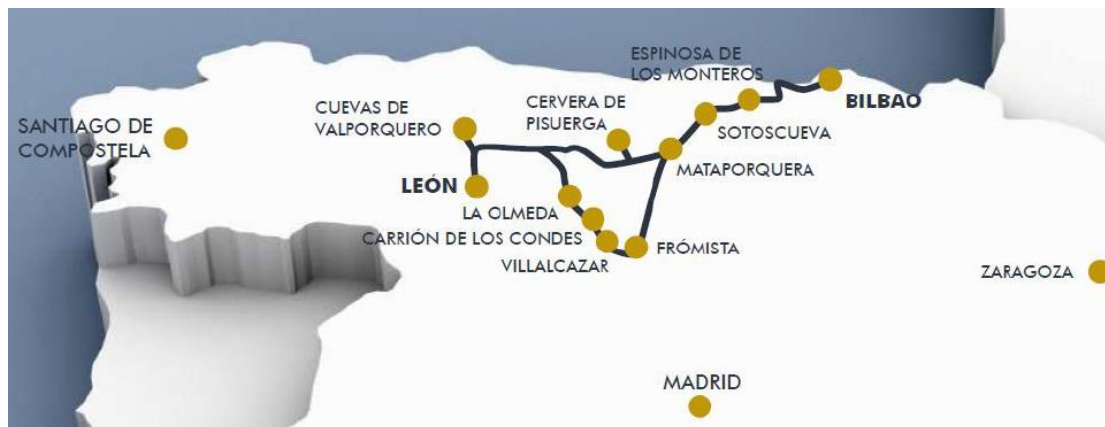 ESPINOSA DE
LOS MONTEROS
BILBAO
CUEVAS DE
VALPORQUERO
CERVERA DE
PISUERGA
SANTIAGO DE
COMPOSTELA
SOTOSCUEVA
MATAPORQUERA
LEÓN
LA OLMEDA
CARRIÓN DE LOS CONDES
VILLALCAZAR
FRÓMISTA
ZARAGOZA
MADRID